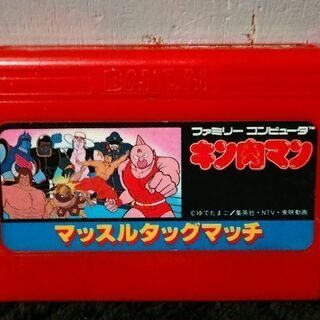 BANDAI
ファミリー コンピュータ™
キン肉マン
©ゆでたまご/集英社・NTV・東映動画
マッスルタッグマッチ